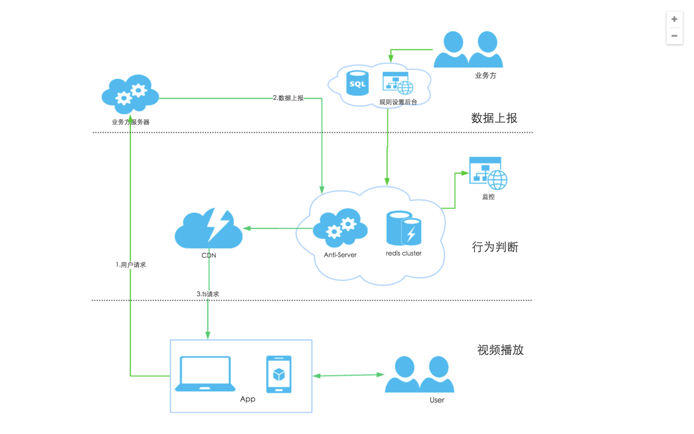 业务方
SQL
规则设置后台
2.数据上报
业务方服务器
数据上报
监控
Anti-Server
redis cluster
行为判断
CDN
1.用户请求
3.ts请求
视频播放
App
User